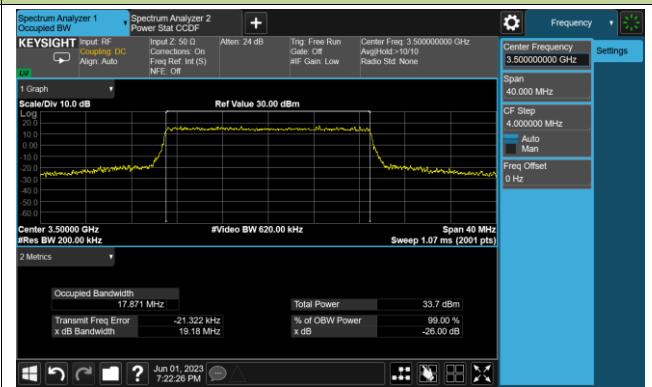 Spectrum Analyzer 1
Occupied BW
Spectrum Analyzer 2
Power Stat CCDF
Frequency
KEYSIGHT
Input: RF
Coupling: DC
Align: Auto
Input Z: 50 Ω
Corrections: On
Freq Ref: Int (S)
NFE: Off
Atten: 24 dB
Trig: Free Run
Gate: Off
#IF Gain: Low
Center Freq: 3.500000000 GHz
Avg|Hold:>10/10
Radio Std: None
LXI
Center Frequency
3.500000000 GHz
Settings
Span
40.000 MHz
CF Step
4.000000 MHz
Auto
Man
Freq Offset
0 Hz
1 Graph
Scale/Div 10.0 dB
Ref Value 30.00 dBm
Log
20.0
10.0
0.00
-10.0
-20.0
-30.0
-40.0
-50.0
-60.0
Center 3.50000 GHz
#Video BW 620.00 kHz
Span 40 MHz
#Res BW 200.00 kHz
Sweep 1.07 ms (2001 pts)
2 Metrics
Occupied Bandwidth
17.871 MHz
Total Power
33.7 dBm
Transmit Freq Error
-21.322 kHz
% of OBW Power
99.00 %
x dB Bandwidth
19.18 MHz
x dB
-26.00 dB
?
Jun 01, 2023
7:22:26 PM